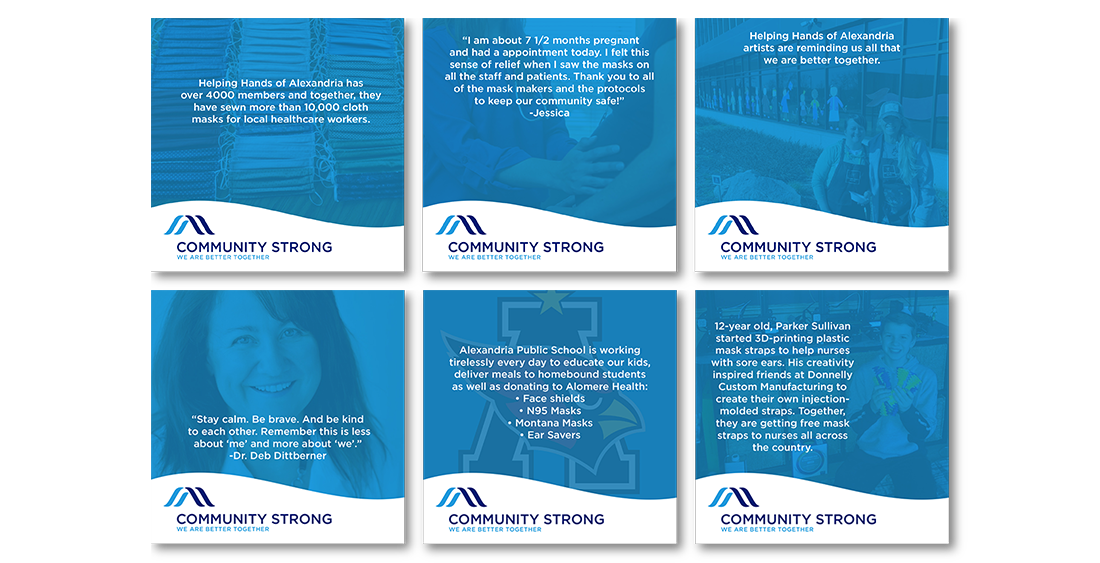 Helping Hands of Alexandria has
over 4000 members and together, they
have sewn more than 10,000 cloth
masks for local healthcare workers.
COMMUNITY STRONG
WE ARE BETTER TOGETHER
“I am about 7 1/2 months pregnant
and had a appointment today. I felt this
sense of relief when I saw the masks on
all the staff and patients. Thank you to all
of the mask makers and the protocols
to keep our community safe!”
-Jessica
COMMUNITY STRONG
WE ARE BETTER TOGETHER
Helping Hands of Alexandria
artists are reminding us all that
we are better together.
COMMUNITY STRONG
WE ARE BETTER TOGETHER
“Stay calm. Be brave. And be kind
to each other. Remember this is less
about ‘me’ and more about ‘we’.”
-Dr. Deb Dittberner
COMMUNITY STRONG
WE ARE BETTER TOGETHER
Alexandria Public School is working
tirelessly every day to educate our kids,
deliver meals to homebound students
as well as donating to Alomere Health:
• Face shields
• N95 Masks
• Montana Masks
• Ear Savers
COMMUNITY STRONG
WE ARE BETTER TOGETHER
12-year old, Parker Sullivan
started 3D-printing plastic
mask straps to help nurses
with sore ears. His creativity
inspired friends at Donnelly
Custom Manufacturing to
create their own injection-
molded straps. Together,
they are getting free mask
straps to nurses all across
the country.
COMMUNITY STRONG
WE ARE BETTER TOGETHER